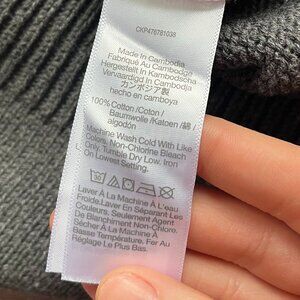 CKP476781038
Made In Cambodia
Fabriqué Au Cambodge
Hergestellt In Kambodscha
Vervaardigd In Cambodja
カンボジア製
hecho en camboya
100%Cotton /Coton /
Baumwolle /Katoen /綿 /
algodón
Machine Wash Cold With Like
Colors, Non-Chlorine Bleach
Only, Tumble Dry Low, Iron
On Lowest Setting.
Laver À La Machine À L'eau
Froide,Laver En Séparant Les
Couleurs, Seulement Agent
De Blanchiment Non-Chloré,
Sécher À La Machine À
Basse Température, Fer Au
Réglage Le Plus Bas.